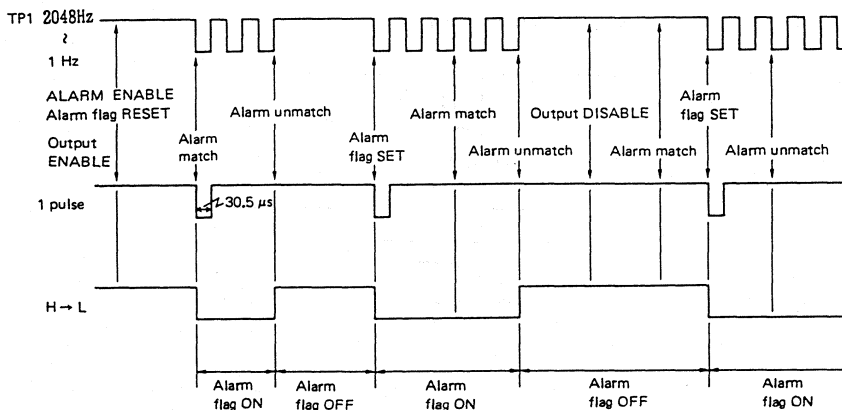 TP1 2048Hz
~
1 Hz
ALARM ENABLE
Alarm flag RESET
Output
ENABLE
Alarm
match
Alarm unmatch
Alarm
flag SET
Alarm match
Alarm unmatch
Output DISABLE
Alarm match
Alarm
flag SET
Alarm unmatch
1 pulse
30.5 μs
H → L
Alarm
flag ON
Alarm
flag OFF
Alarm
flag ON
Alarm
flag OFF
Alarm
flag ON